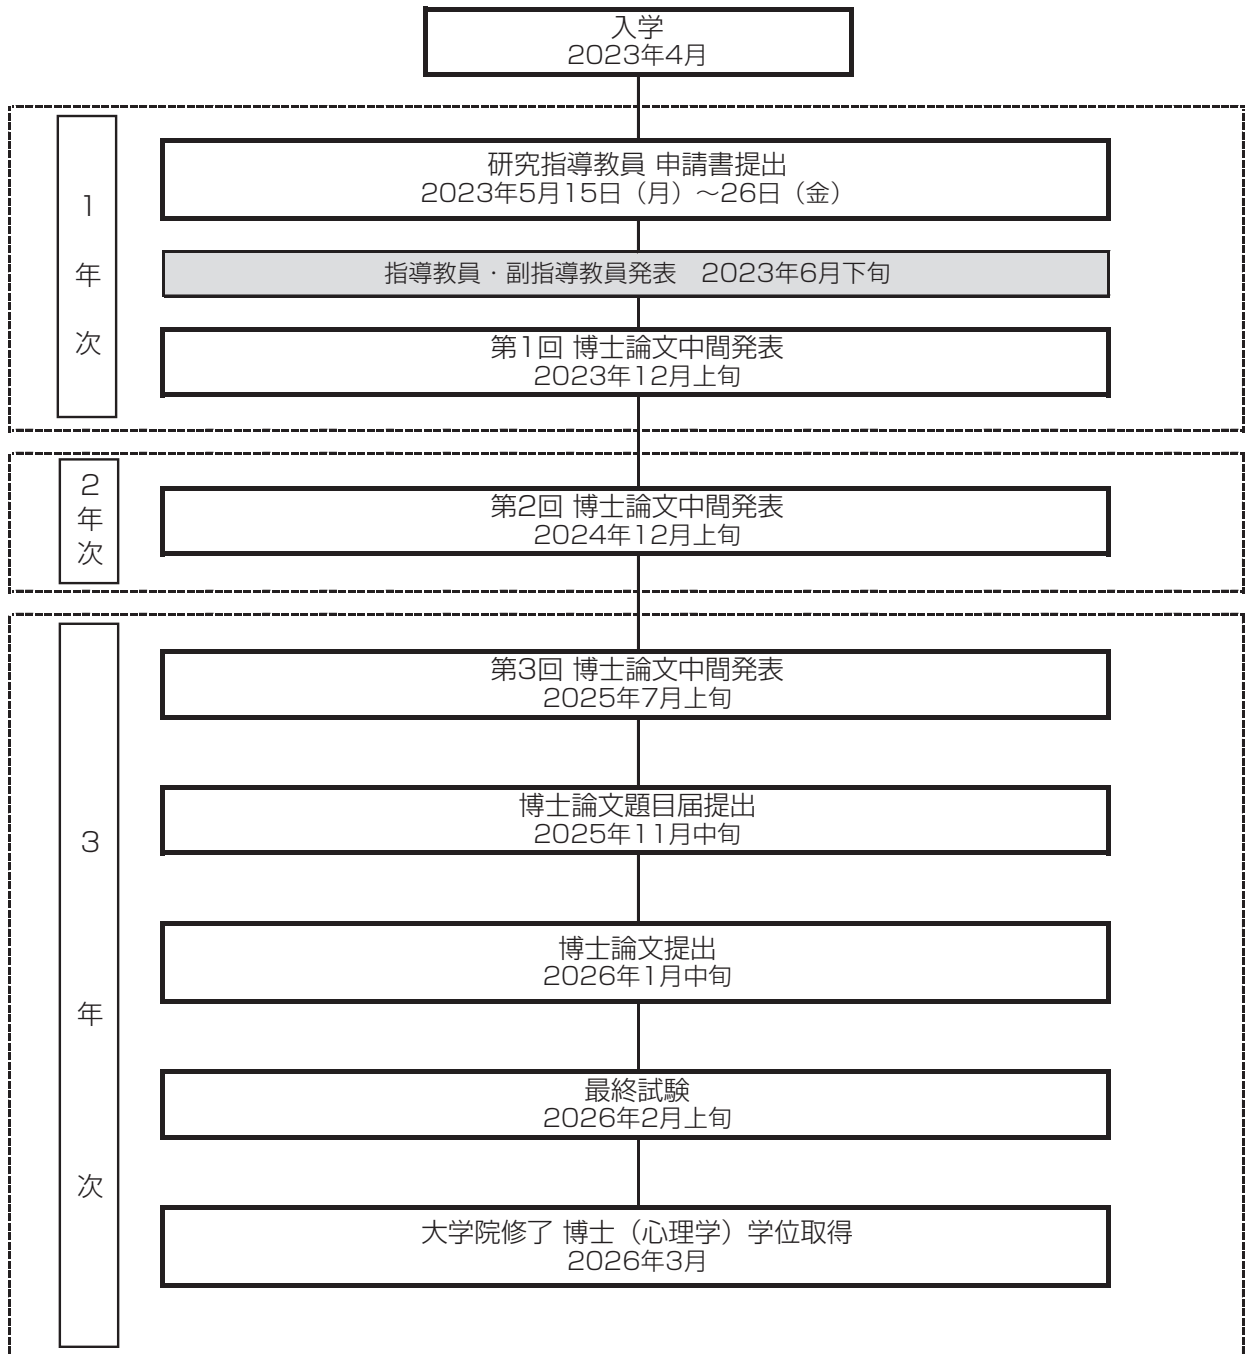 入学
2023年4月
1年次
研究指導教員 申請書提出
2023年5月15日（月）～26日（金）
指導教員・副指導教員発表　2023年6月下旬
第1回 博士論文中間発表
2023年12月上旬
2年次
第2回 博士論文中間発表
2024年12月上旬
3年次
第3回 博士論文中間発表
2025年7月上旬
博士論文題目届提出
2025年11月中旬
博士論文提出
2026年1月中旬
最終試験
2026年2月上旬
大学院修了 博士（心理学）学位取得
2026年3月